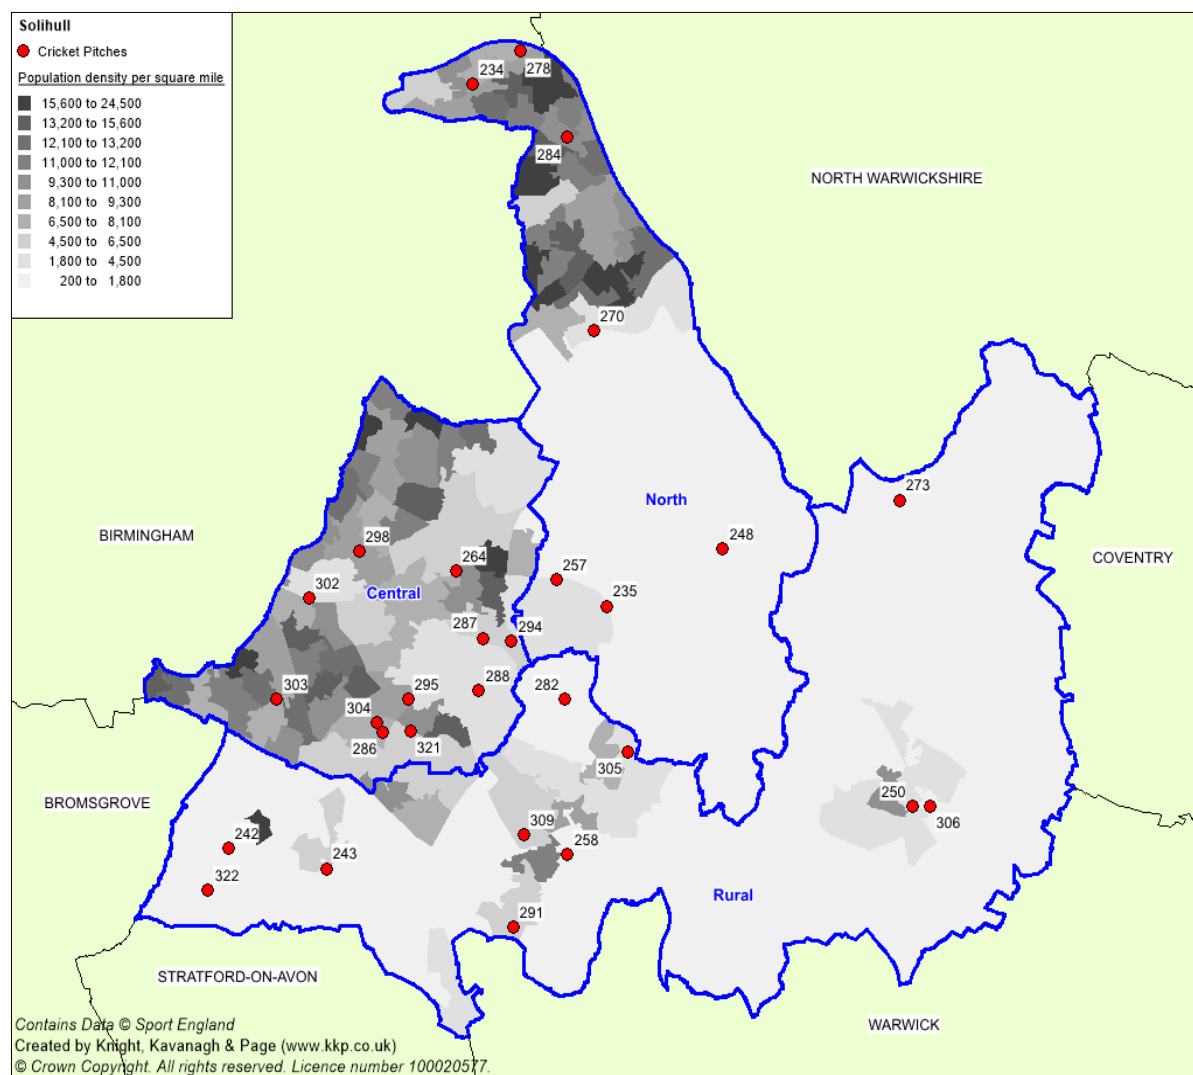 Solihull
Cricket Pitches
Population density per square mile
15,600 to 24,500
13,200 to 15,600
12,100 to 13,200
11,000 to 12,100
9,300 to 11,000
8,100 to 9,300
6,500 to 8,100
4,500 to 6,500
1,800 to 4,500
200 to 1,800
234
278
284
NORTH WARWICKSHIRE
270
273
North
BIRMINGHAM
298
248
COVENTRY
264
257
302
Central
235
287
294
303
295
288
282
304
286
321
305
BROMSGROVE
250
306
242
309
243
258
322
Rural
291
STRATFORD-ON-AVON
WARWICK
Contains Data © Sport England
Created by Knight, Kavanagh & Page (www.kkp.co.uk)
© Crown Copyright. All rights reserved. Licence number 100020577.